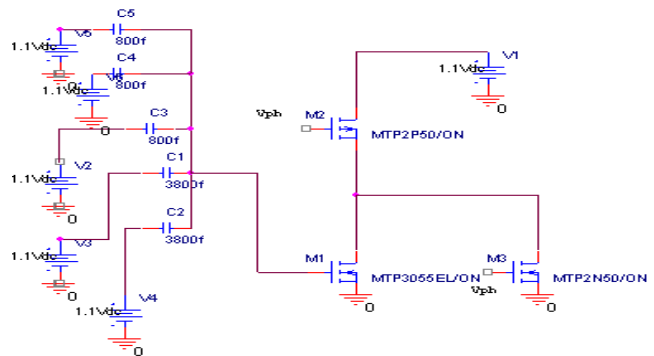 C5
V5
1.1Vdc
800f
C4
0
V6
1.1Vdc
800f
0
C3
800f
V2
1.1Vdc
0
C1
3800f
V3
1.1Vdc
0
C2
3800f
V4
1.1Vdc
0
V1
1.1Vdc
0
Vph
M2
MTP2P50/ON
M1
MTP3055EL/ON
0
Vph
M3
MTP2N50/ON
0